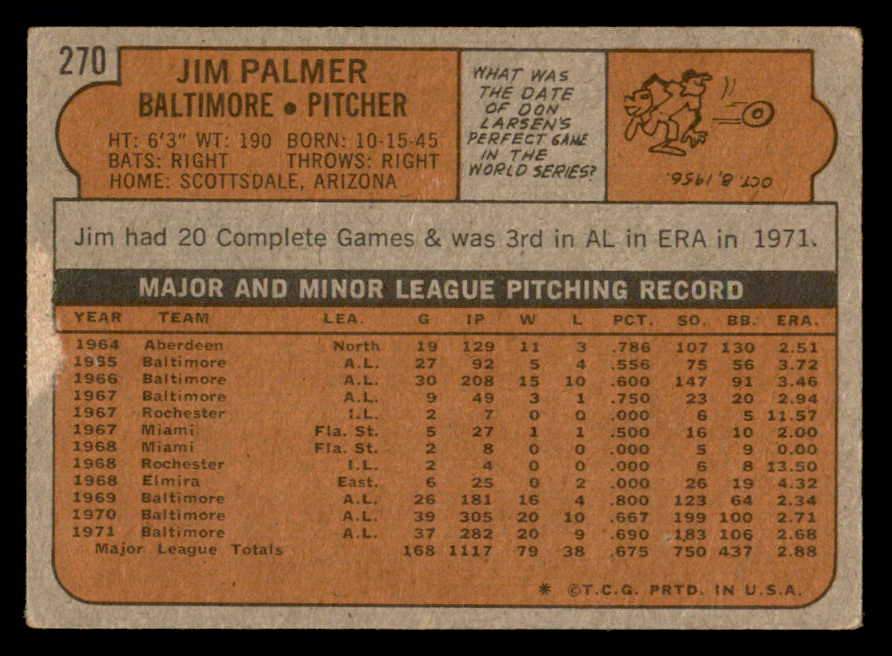 270
JIM PALMER
BALTIMORE • PITCHER
HT: 6'3" WT: 190 BORN: 10-15-45
BATS: RIGHT THROWS: RIGHT
HOME: SCOTTSDALE, ARIZONA
WHAT WAS
THE DATE
OF DON
LARSEN'S
PERFECT GAME
IN THE
WORLD SERIES?
OCT. 8, 1956.
Jim had 20 Complete Games & was 3rd in AL in ERA in 1971.
MAJOR AND MINOR LEAGUE PITCHING RECORD
YEAR TEAM LEA. G IP W L PCT. SO. BB. ERA.
1964 Aberdeen North 19 129 11 3 .786 107 130 2.51
1955 Baltimore A.L. 27 92 5 4 .556 75 56 3.72
1966 Baltimore A.L. 30 208 15 10 .600 147 91 3.46
1967 Baltimore A.L. 9 49 3 1 .750 23 20 2.94
1967 Rochester I.L. 2 7 0 0 .000 6 5 11.57
1967 Miami Fla. St. 5 27 1 1 .500 16 10 2.00
1968 Miami Fla. St. 2 8 0 0 .000 5 9 0.00
1968 Rochester I.L. 2 4 0 0 .000 6 8 13.50
1968 Elmira East. 6 25 0 2 .000 26 19 4.32
1969 Baltimore A.L. 26 181 16 4 .800 123 64 2.34
1970 Baltimore A.L. 39 305 20 10 .667 199 100 2.71
1971 Baltimore A.L. 37 282 20 9 .690 183 106 2.68
Major League Totals 168 1117 79 38 .675 750 437 2.88
* ©T.C.G. PRTD. IN U.S.A.